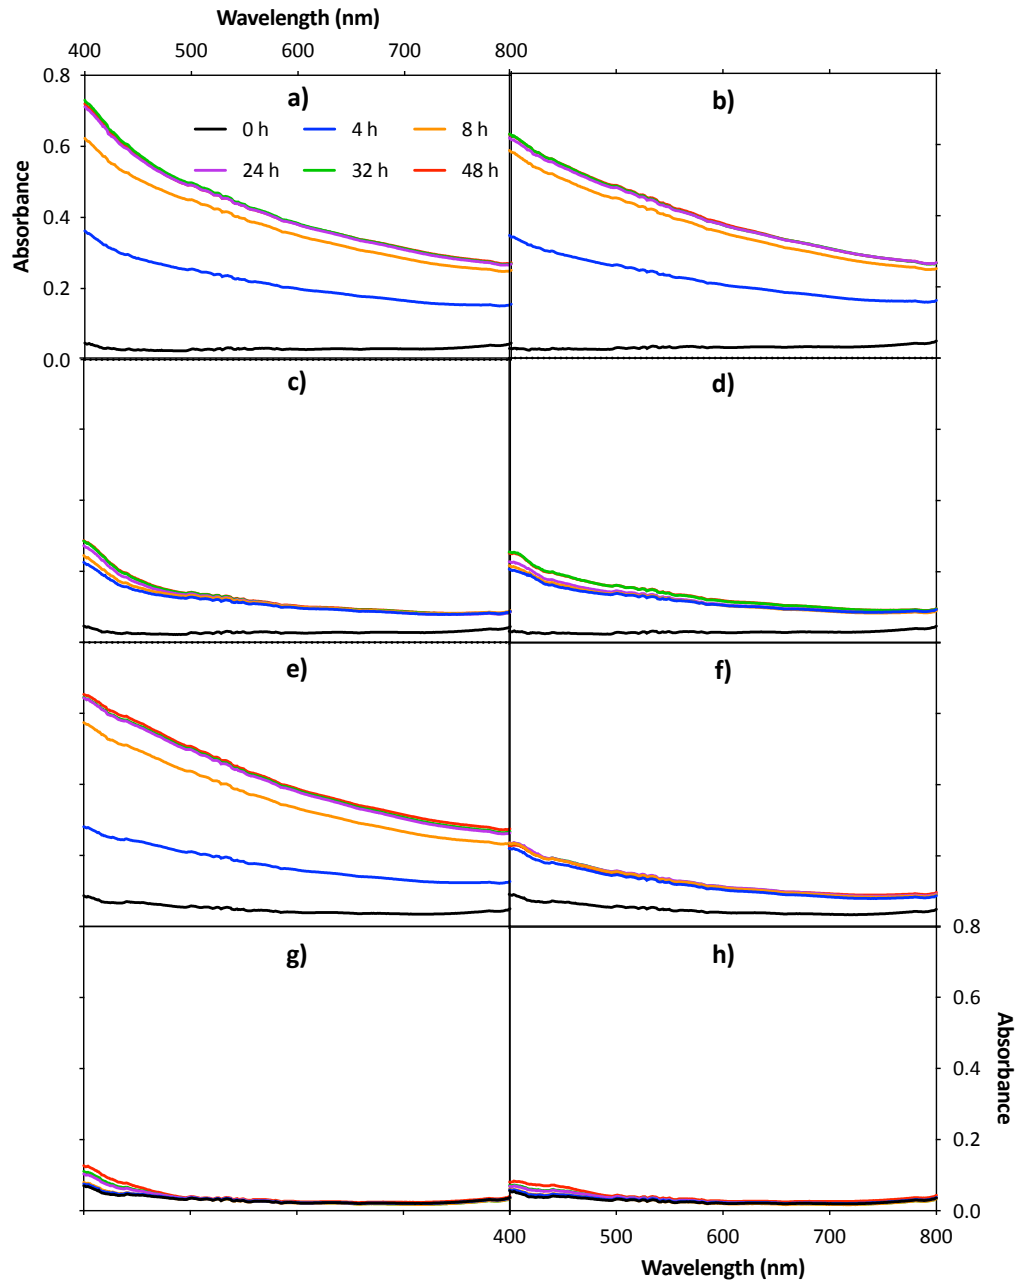 Wavelength (nm)
400 500 600 700 800
0.8
a) b)
0 h 4 h 8 h
24 h 32 h 48 h
0.6
0.4
0.2
0.0
Absorbance
c) d)
e) f)
0.8
g) h)
0.6
0.4
0.2
0.0
Absorbance
400 500 600 700 800
Wavelength (nm)